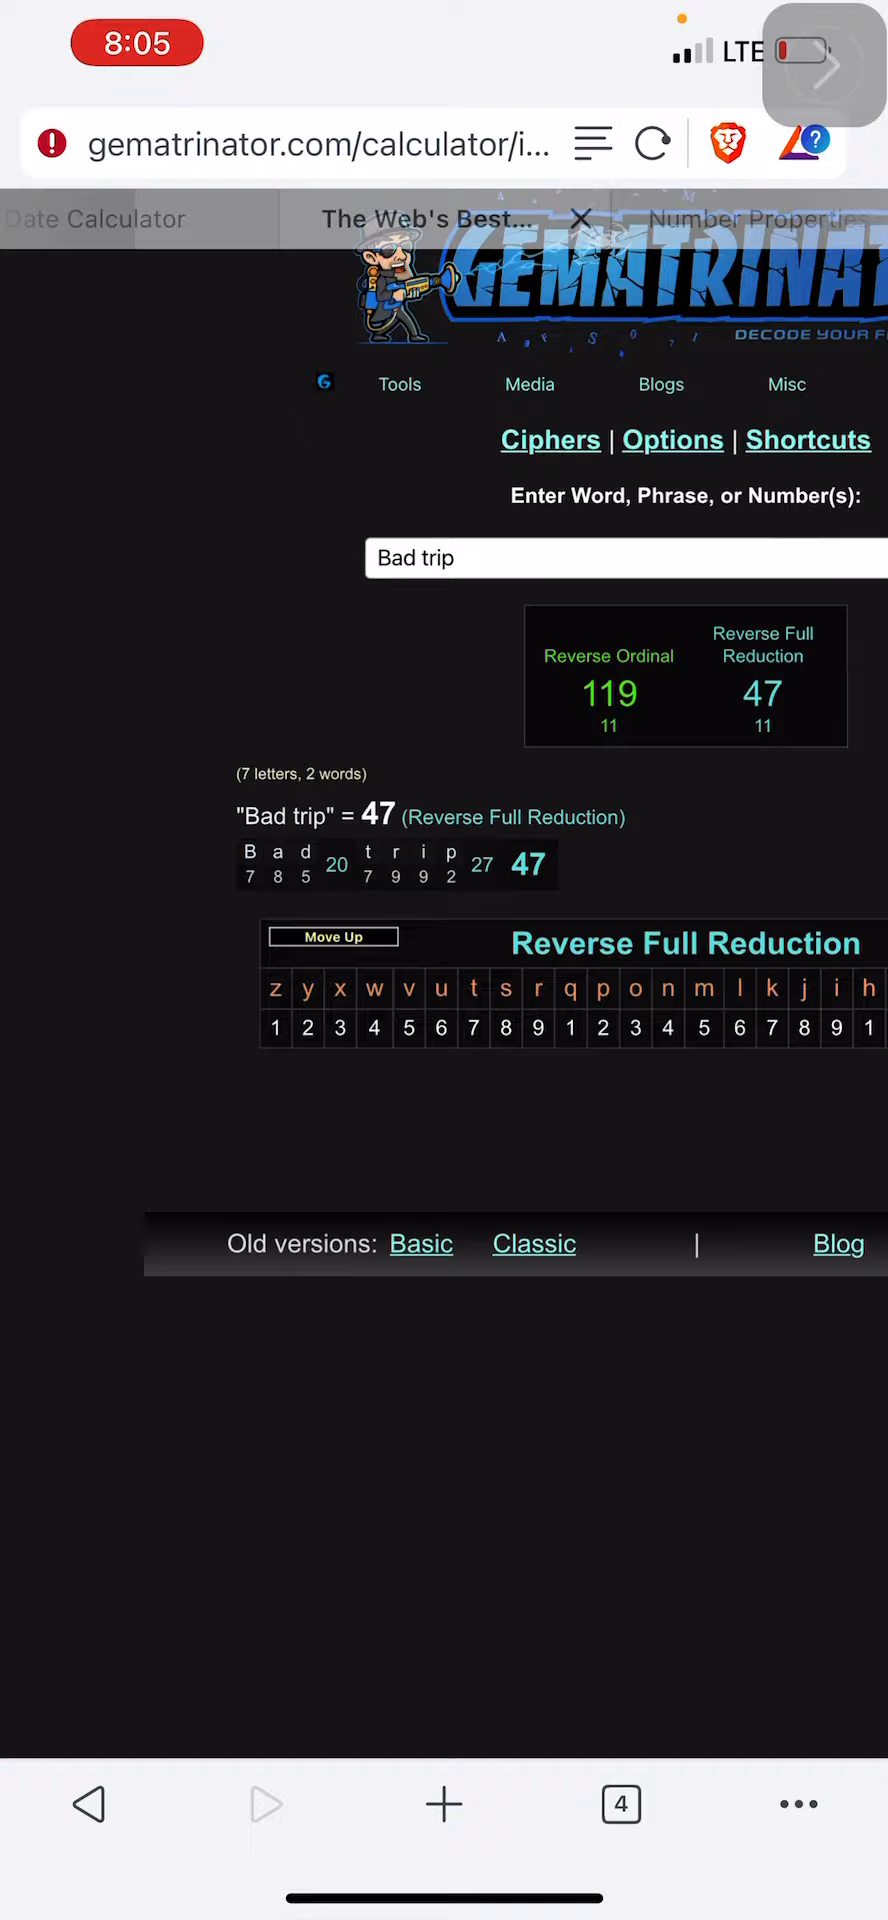 8:05
LTE
gematrinator.com/calculator/i...
?
Date Calculator
The Web's Best...
Number Properties
GEMATRINAT
DECODE YOUR F
G
Tools
Media
Blogs
Misc
Ciphers | Options | Shortcuts
Enter Word, Phrase, or Number(s):
Bad trip
Reverse Ordinal
119
11
Reverse Full
Reduction
47
11
(7 letters, 2 words)
"Bad trip" = 47 (Reverse Full Reduction)
B a d 20 t r i p 27 47
7 8 5 7 9 9 2
Move Up
Reverse Full Reduction
z y x w v u t s r q p o n m l k j i h
1 2 3 4 5 6 7 8 9 1 2 3 4 5 6 7 8 9 1
Old versions: Basic Classic | Blog
4